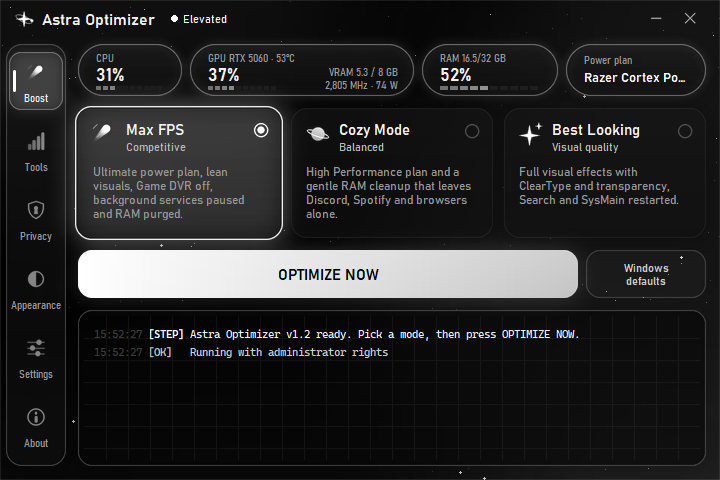 Astra Optimizer
Elevated
CPU
31%
GPU RTX 5060 · 53°C
37%
VRAM 5.3 / 8 GB
2,805 MHz · 74 W
RAM 16.5/32 GB
52%
Power plan
Razer Cortex Po...
Boost
Tools
Privacy
Appearance
Settings
About
Max FPS
Competitive
Ultimate power plan, lean
visuals, Game DVR off,
background services paused
and RAM purged.
Cozy Mode
Balanced
High Performance plan and a
gentle RAM cleanup that leaves
Discord, Spotify and browsers
alone.
Best Looking
Visual quality
Full visual effects with
ClearType and transparency,
Search and SysMain restarted.
OPTIMIZE NOW
Windows
defaults
15:52:27 [STEP] Astra Optimizer v1.2 ready. Pick a mode, then press OPTIMIZE NOW.
15:52:27 [OK] Running with administrator rights